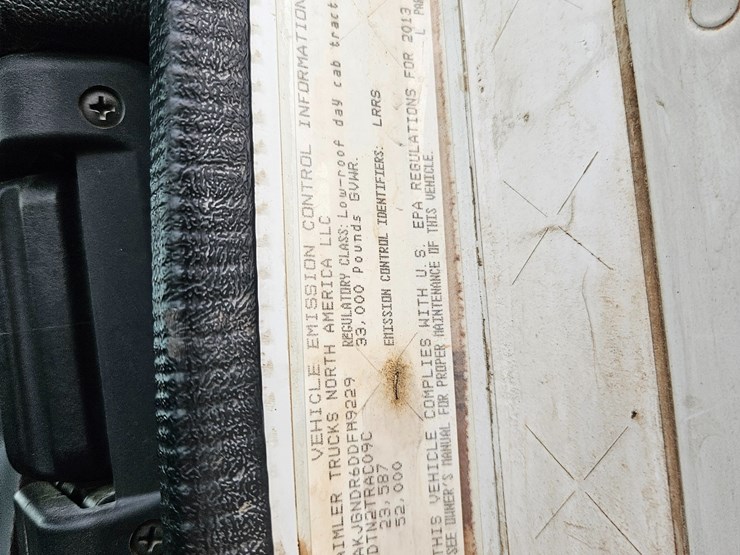 VEHICLE EMISSION CONTROL INFORMATION
AIMLER TRUCKS NORTH AMERICA LLC
AKJGNDR6DDFM9229 REGULATORY CLASS: Low-roof day cab tract
DTN2TRAC09C 33,000 Pounds GVWR.
23,587 EMISSION CONTROL IDENTIFIERS: LRRS
52,000
THIS VEHICLE COMPLIES WITH U.S. EPA REGULATIONS FOR 2013
SEE OWNER'S MANUAL FOR PROPER MAINTENANCE OF THIS VEHICLE.